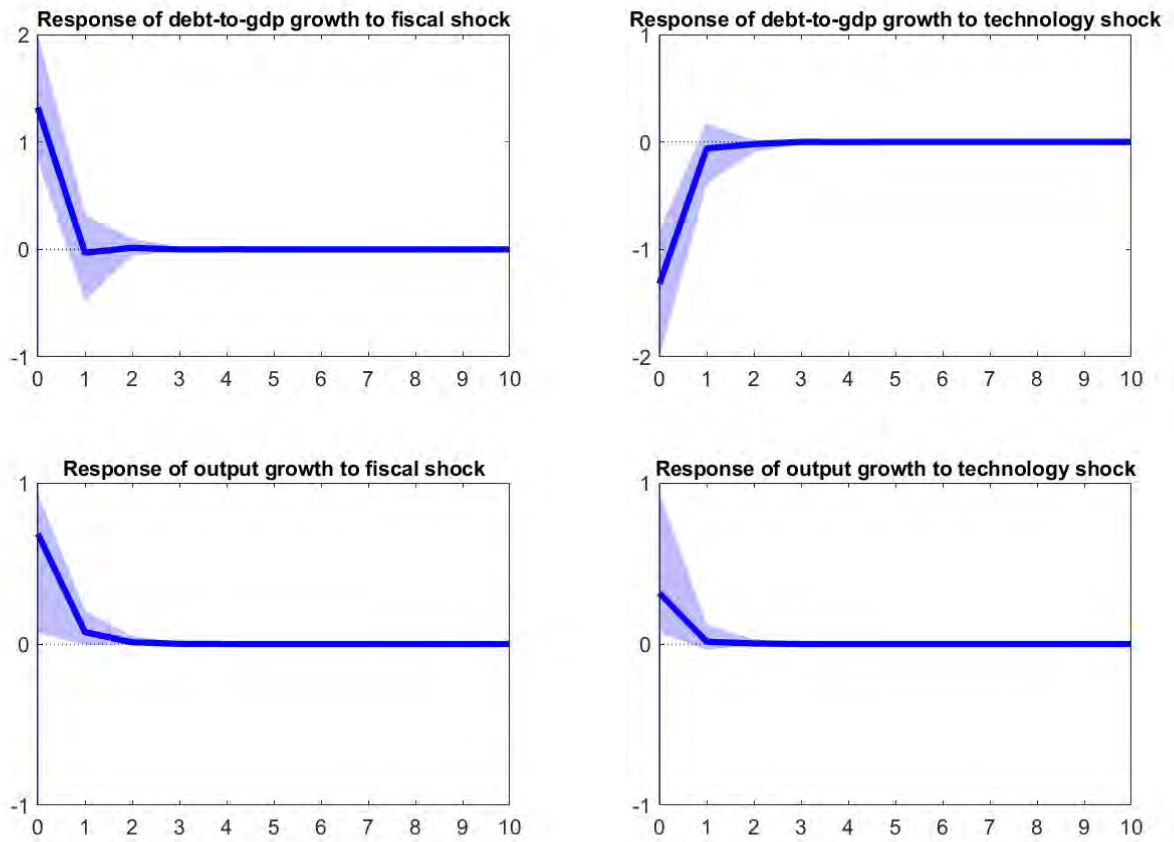 Response of debt-to-gdp growth to fiscal shock
2
1
0
-1
0 1 2 3 4 5 6 7 8 9 10
Response of debt-to-gdp growth to technology shock
1
0
-1
-2
0 1 2 3 4 5 6 7 8 9 10
Response of output growth to fiscal shock
1
0
-1
0 1 2 3 4 5 6 7 8 9 10
Response of output growth to technology shock
1
0
-1
0 1 2 3 4 5 6 7 8 9 10